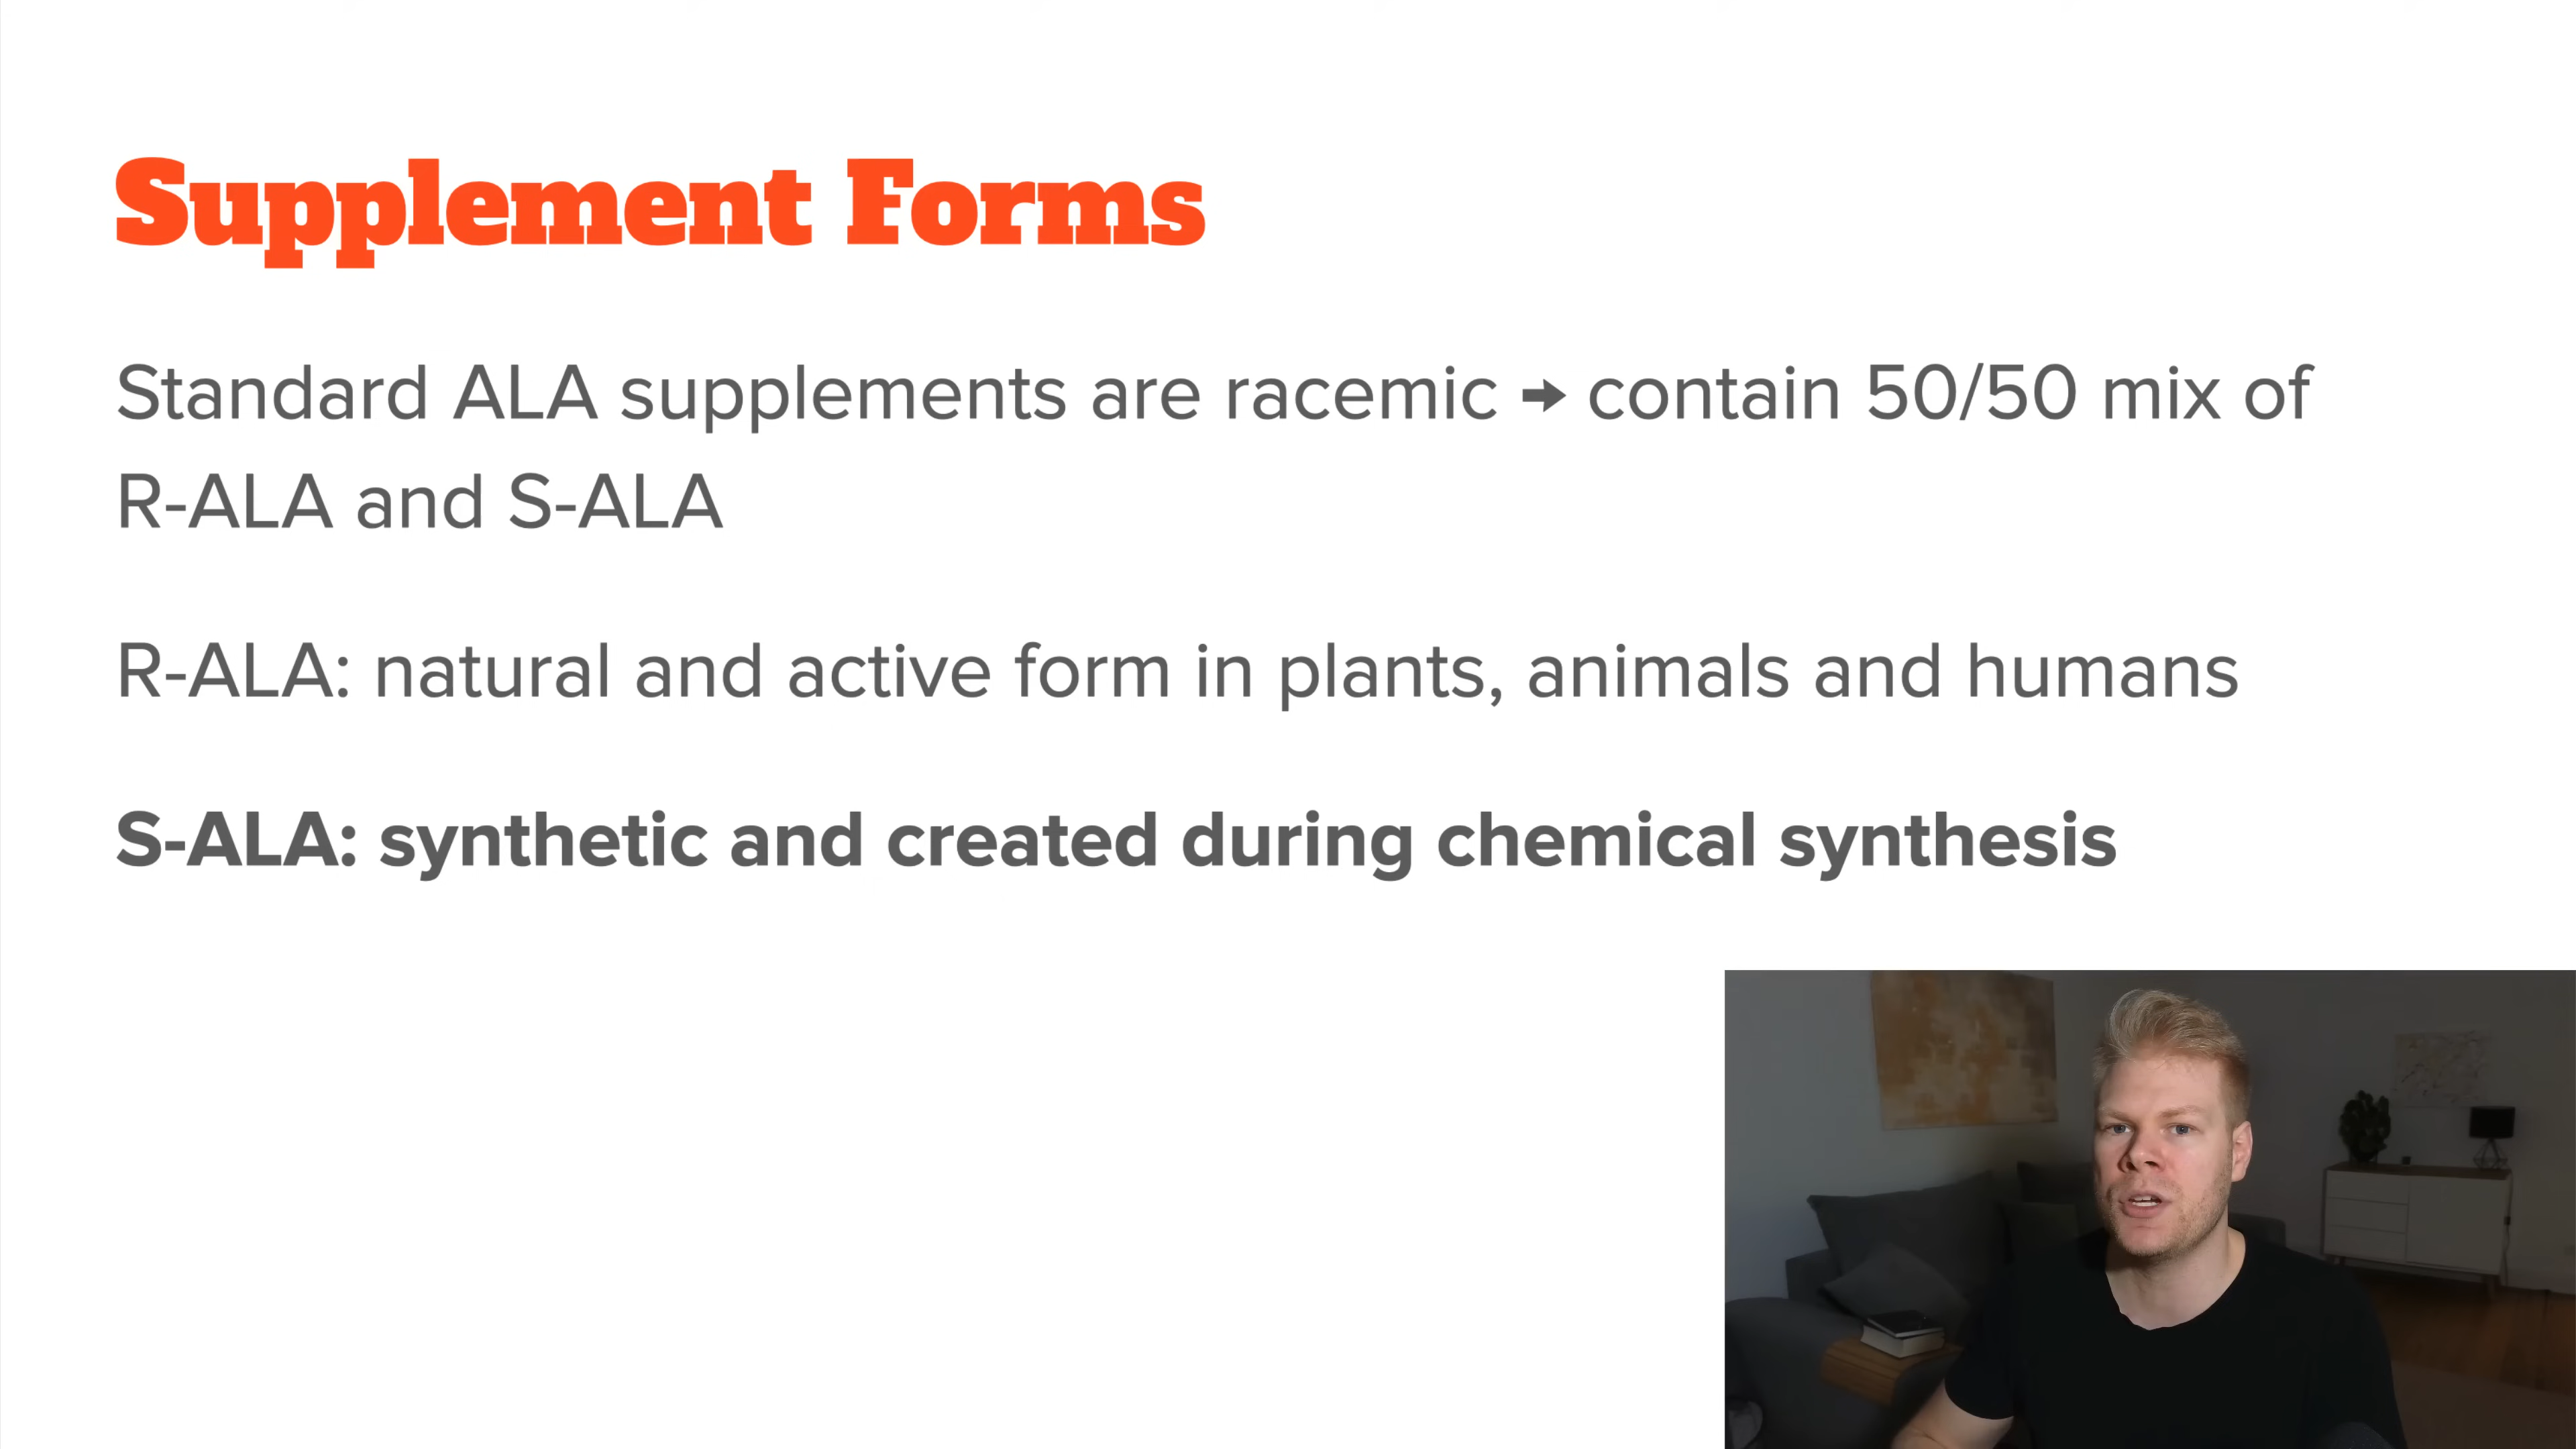 Supplement Forms
Standard ALA supplements are racemic → contain 50/50 mix of
R-ALA and S-ALA
R-ALA: natural and active form in plants, animals and humans
S-ALA: synthetic and created during chemical synthesis